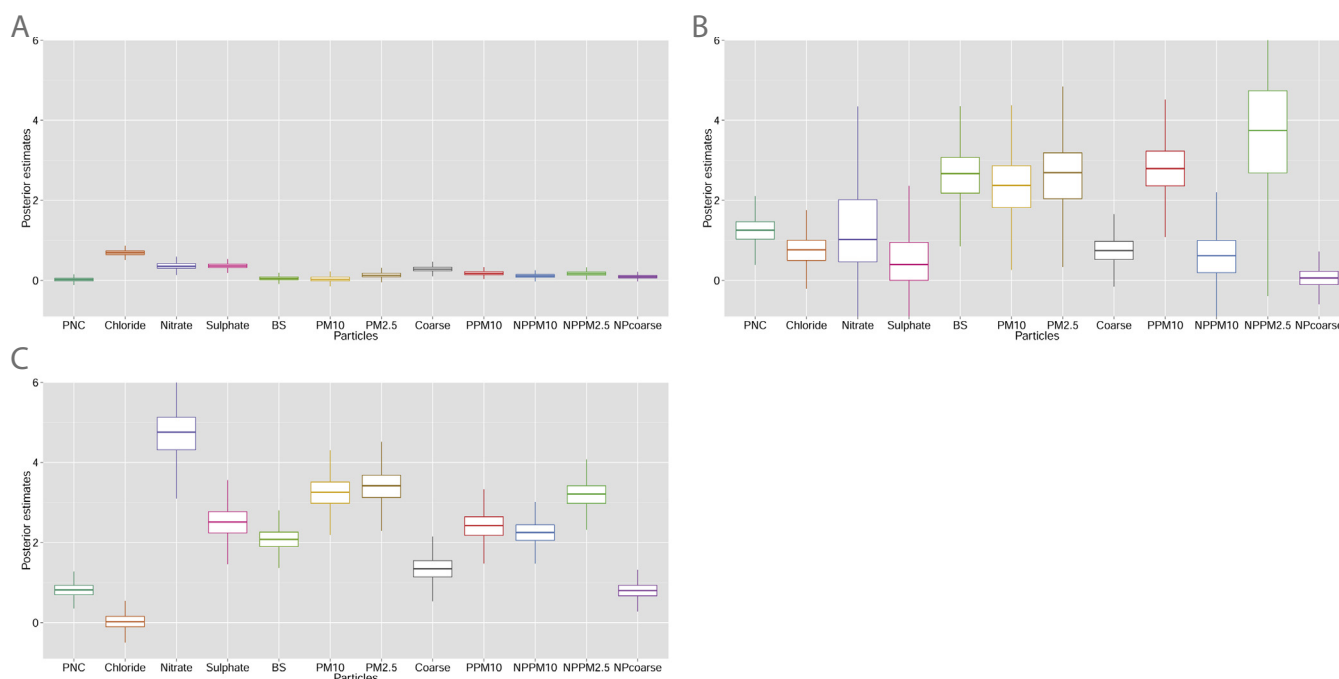 A
Posterior estimates
6
4
2
0
PNC Chloride Nitrate Sulphate BS PM10 PM2.5 Coarse PPM10 NPPM10 NPPM2.5 NPcoarse
Particles
B
Posterior estimates
6
4
2
0
PNC Chloride Nitrate Sulphate BS PM10 PM2.5 Coarse PPM10 NPPM10 NPPM2.5 NPcoarse
Particles
C
Posterior estimates
6
4
2
0
PNC Chloride Nitrate Sulphate BS PM10 PM2.5 Coarse PPM10 NPPM10 NPPM2.5 NPcoarse
Particles